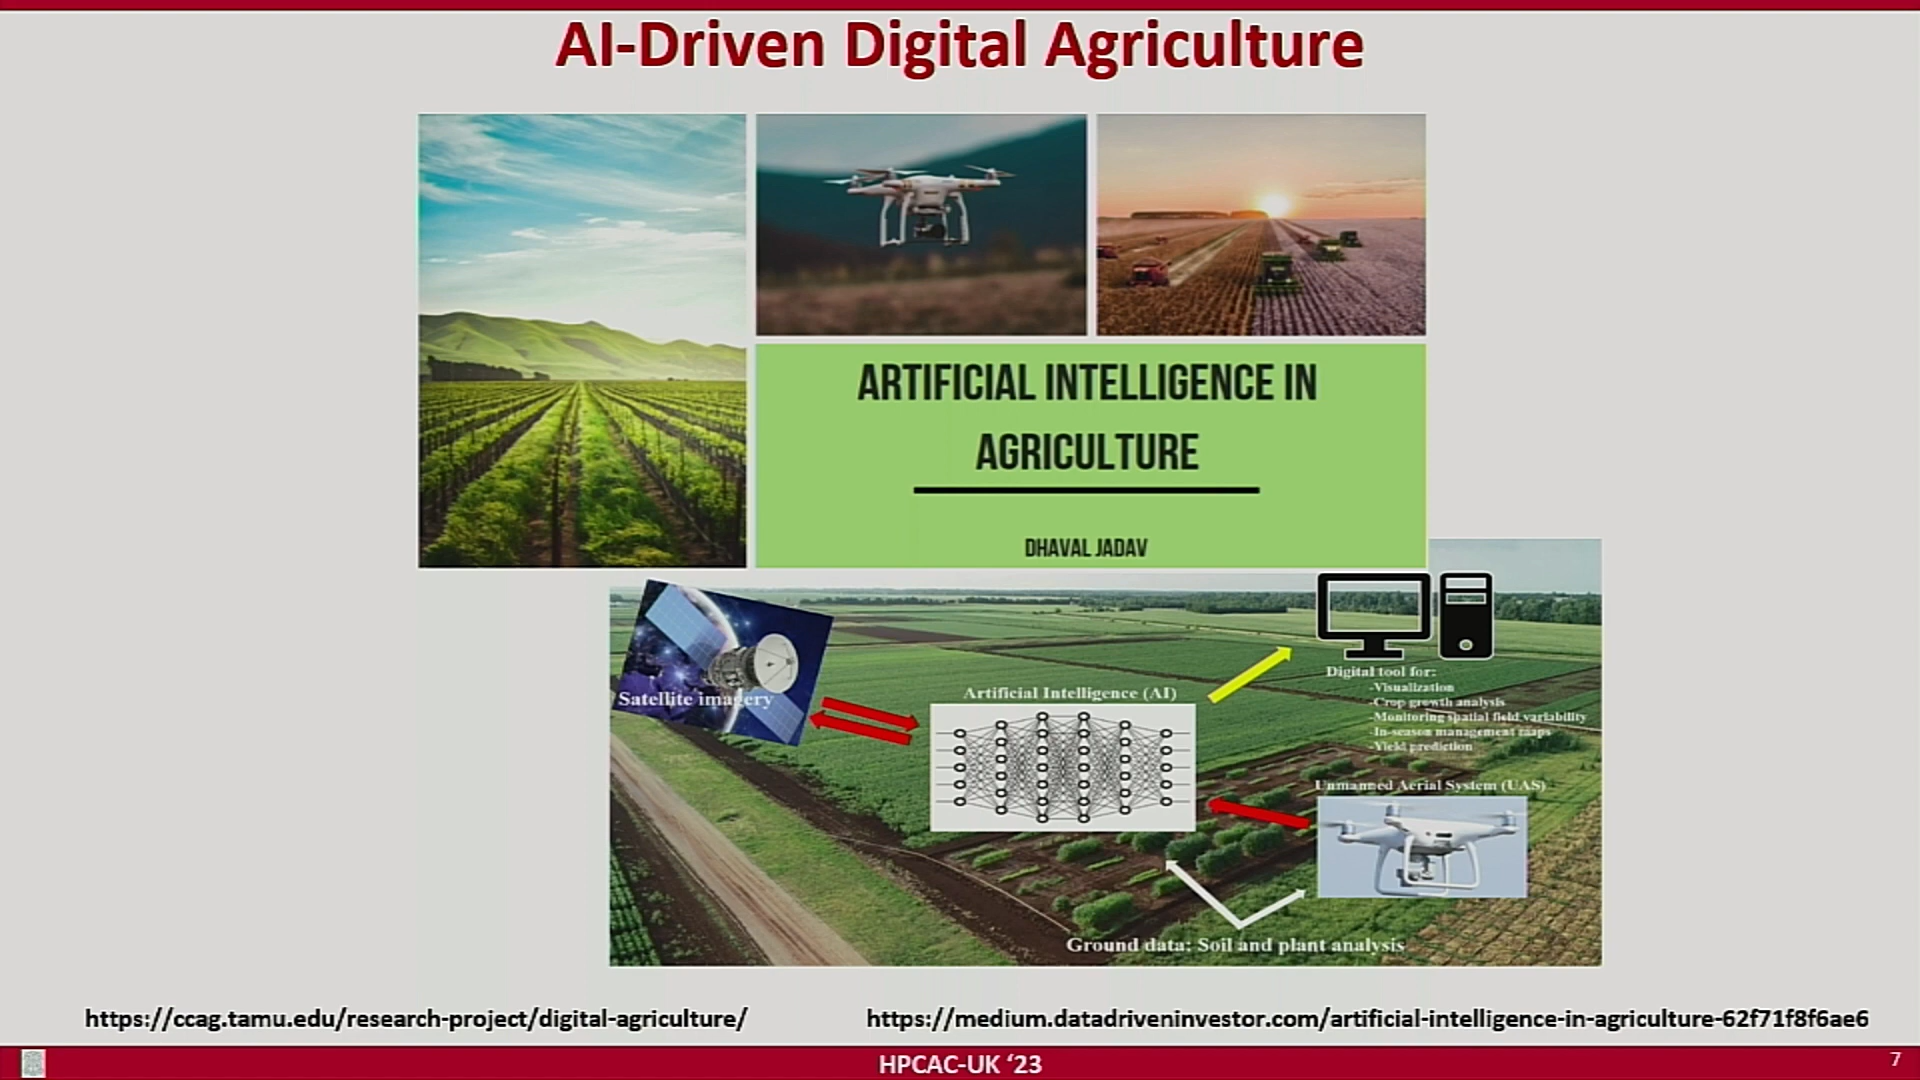 AI-Driven Digital Agriculture
ARTIFICIAL INTELLIGENCE IN
AGRICULTURE
DHAVAL JADAV
Satellite imagery
Artificial Intelligence (AI)
Digital tool for:
-Visualization
-Crop growth analysis
-Monitoring spatial field variability
-In-season management maps
-Yield prediction
Unmanned Aerial System (UAS)
Ground data: Soil and plant analysis
https://ccag.tamu.edu/research-project/digital-agriculture/
https://medium.datadriveninvestor.com/artificial-intelligence-in-agriculture-62f71f8f6ae6
HPCAC-UK ‘23
7